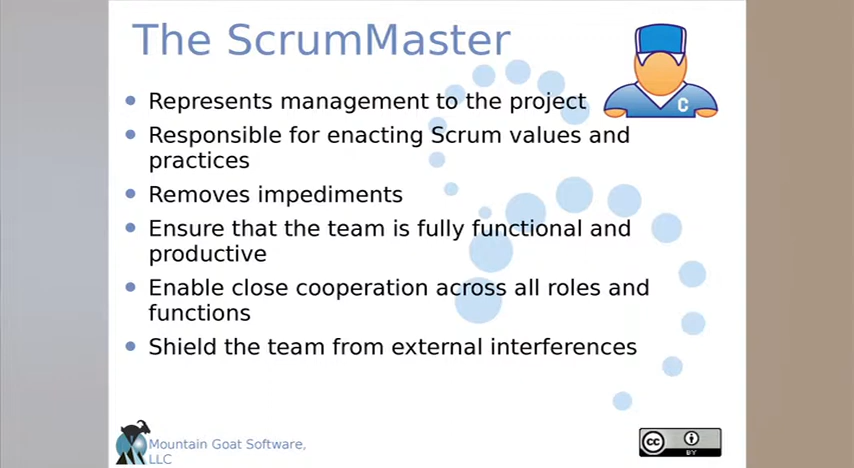 The ScrumMaster
C
Represents management to the project
Responsible for enacting Scrum values and
practices
Removes impediments
Ensure that the team is fully functional and
productive
Enable close cooperation across all roles and
functions
Shield the team from external interferences
Mountain Goat Software,
LLC
cc
BY